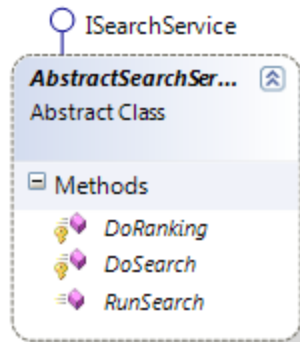 ISearchService
AbstractSearchSer...
Abstract Class
Methods
DoRanking
DoSearch
RunSearch